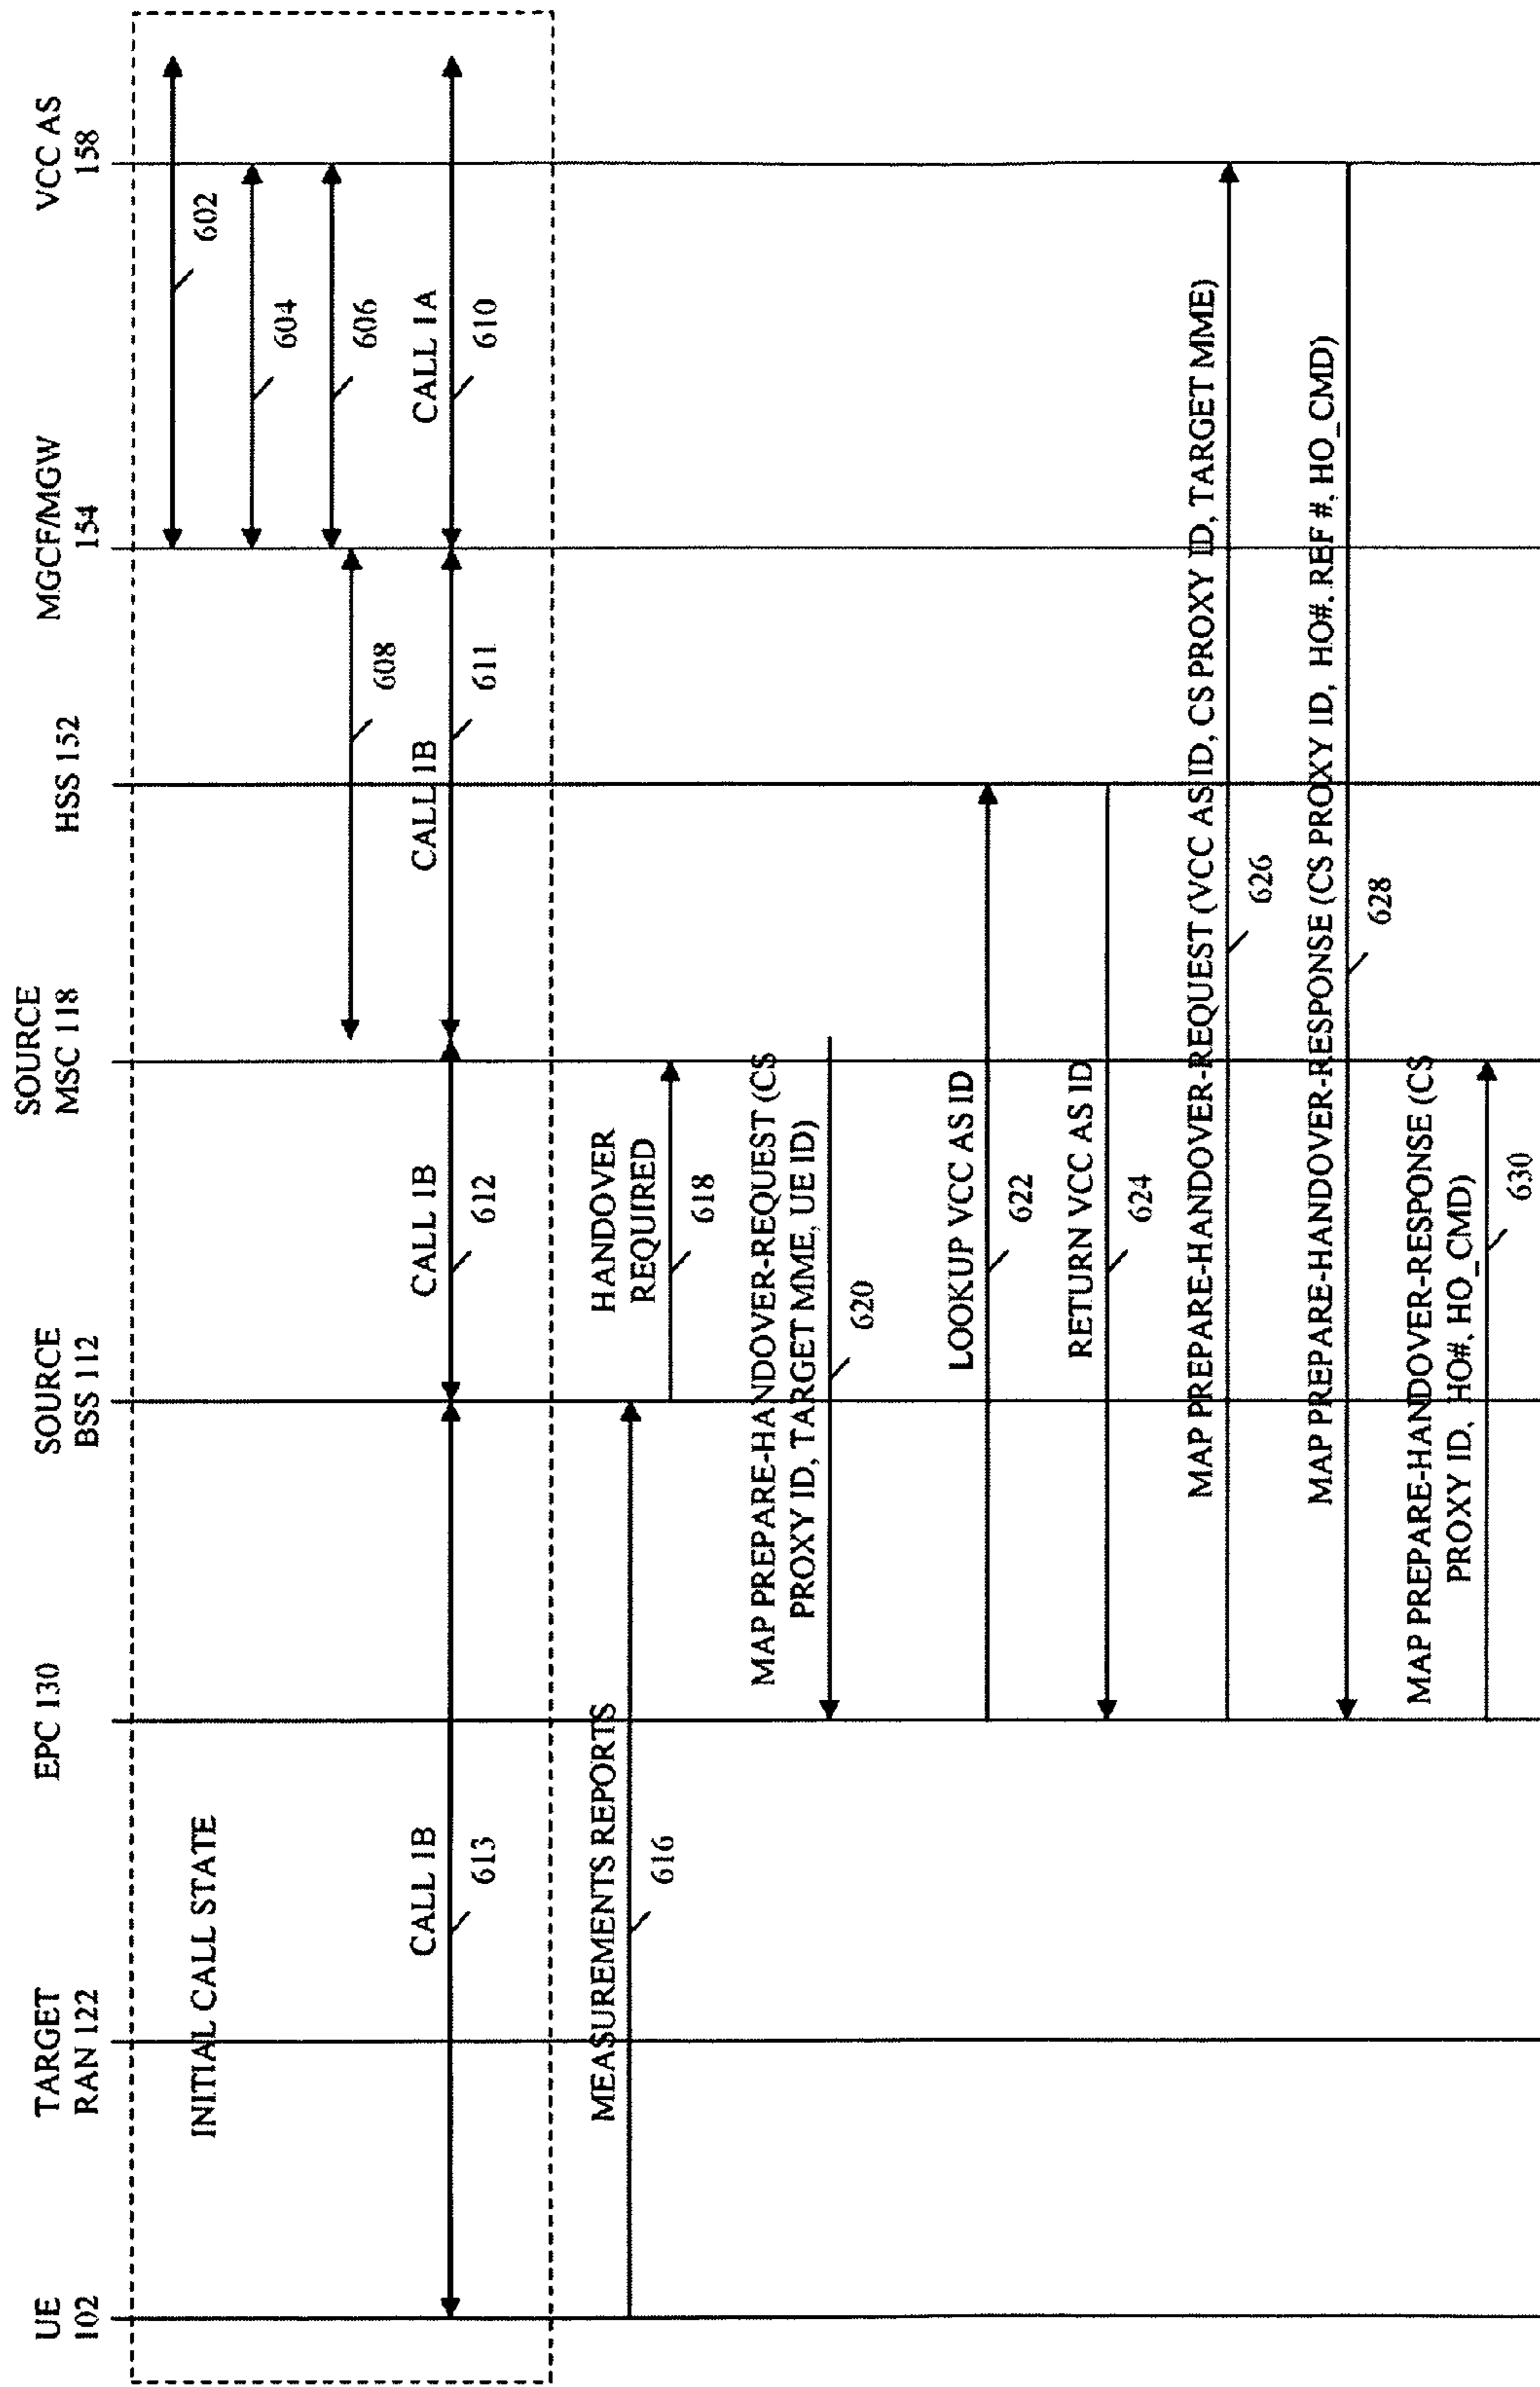 UE
102
TARGET
RAN 122
EPC 130
SOURCE
BSS 112
SOURCE
MSC 118
HSS 152
MGCF/MGW
154
VCC AS
158
INITIAL CALL STATE
602
604
606
608
CALL 1B
613
CALL 1B
612
CALL 1B
611
CALL 1A
610
MEASUREMENTS REPORTS
616
HANDOVER
REQUIRED
618
MAP PREPARE-HANDOVER-REQUEST (CS
PROXY ID, TARGET MME, UE ID)
620
LOOKUP VCC AS ID
622
RETURN VCC AS ID
624
MAP PREPARE-HANDOVER-REQUEST (VCC AS ID, CS PROXY ID, TARGET MME)
626
MAP PREPARE-HANDOVER-RESPONSE (CS PROXY ID, HO#, REF #, HO_CMD)
628
MAP PREPARE-HANDOVER-RESPONSE (CS
PROXY ID, HO#, HO_CMD)
630